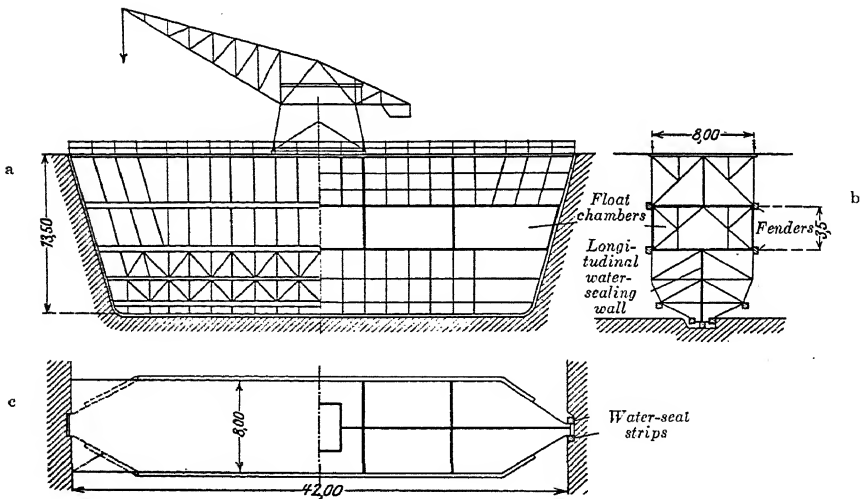 8,00
a
b
Float
chambers
Fenders
3,5
13,50
Longi-
tudinal
water-
sealing
wall
c
8,00
Water-seat
strips
42,00